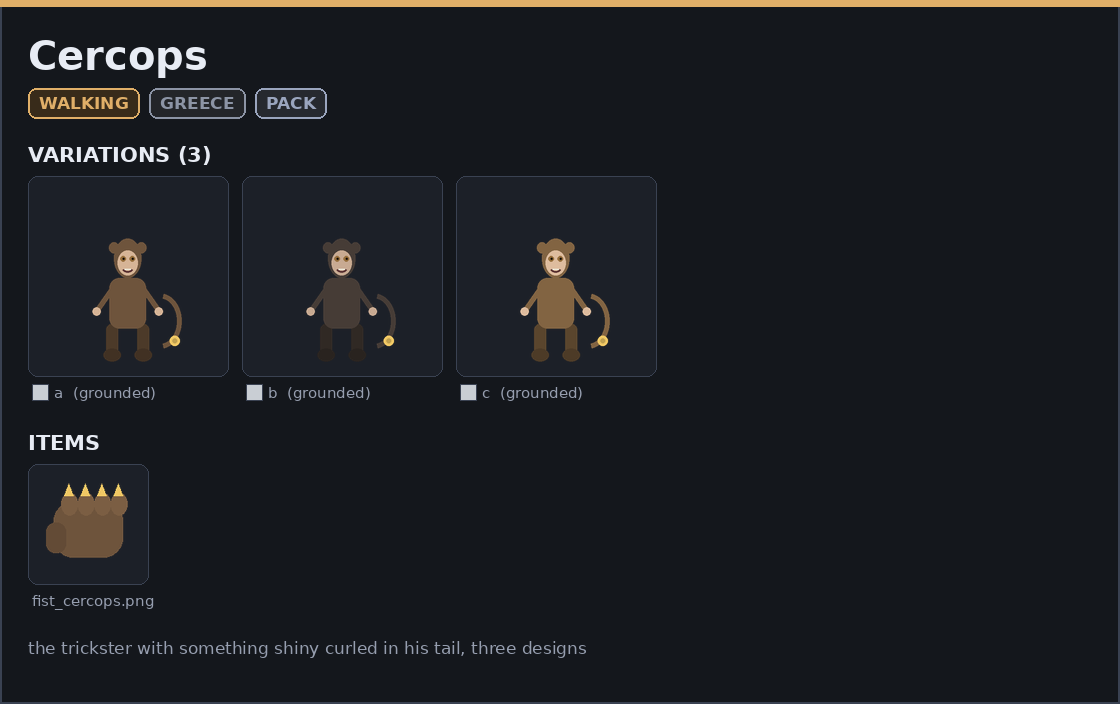 Cercops
WALKING GREECE PACK
VARIATIONS (3)
a (grounded) b (grounded) c (grounded)
ITEMS
fist_cercops.png
the trickster with something shiny curled in his tail, three designs